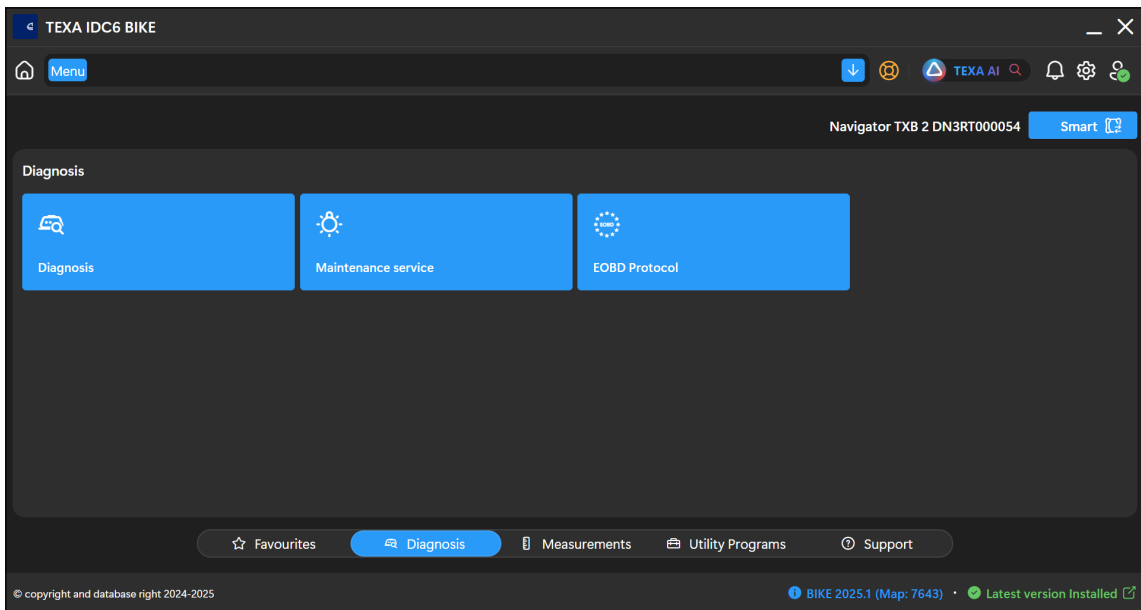 TEXA IDC6 BIKE
Menu
TEXA AI
Navigator TXB 2 DN3RT000054
Smart
Diagnosis
Diagnosis
Maintenance service
EOBD
EOBD Protocol
Favourites
Diagnosis
Measurements
Utility Programs
Support
© copyright and database right 2024-2025
BIKE 2025.1 (Map: 7643) · Latest version Installed